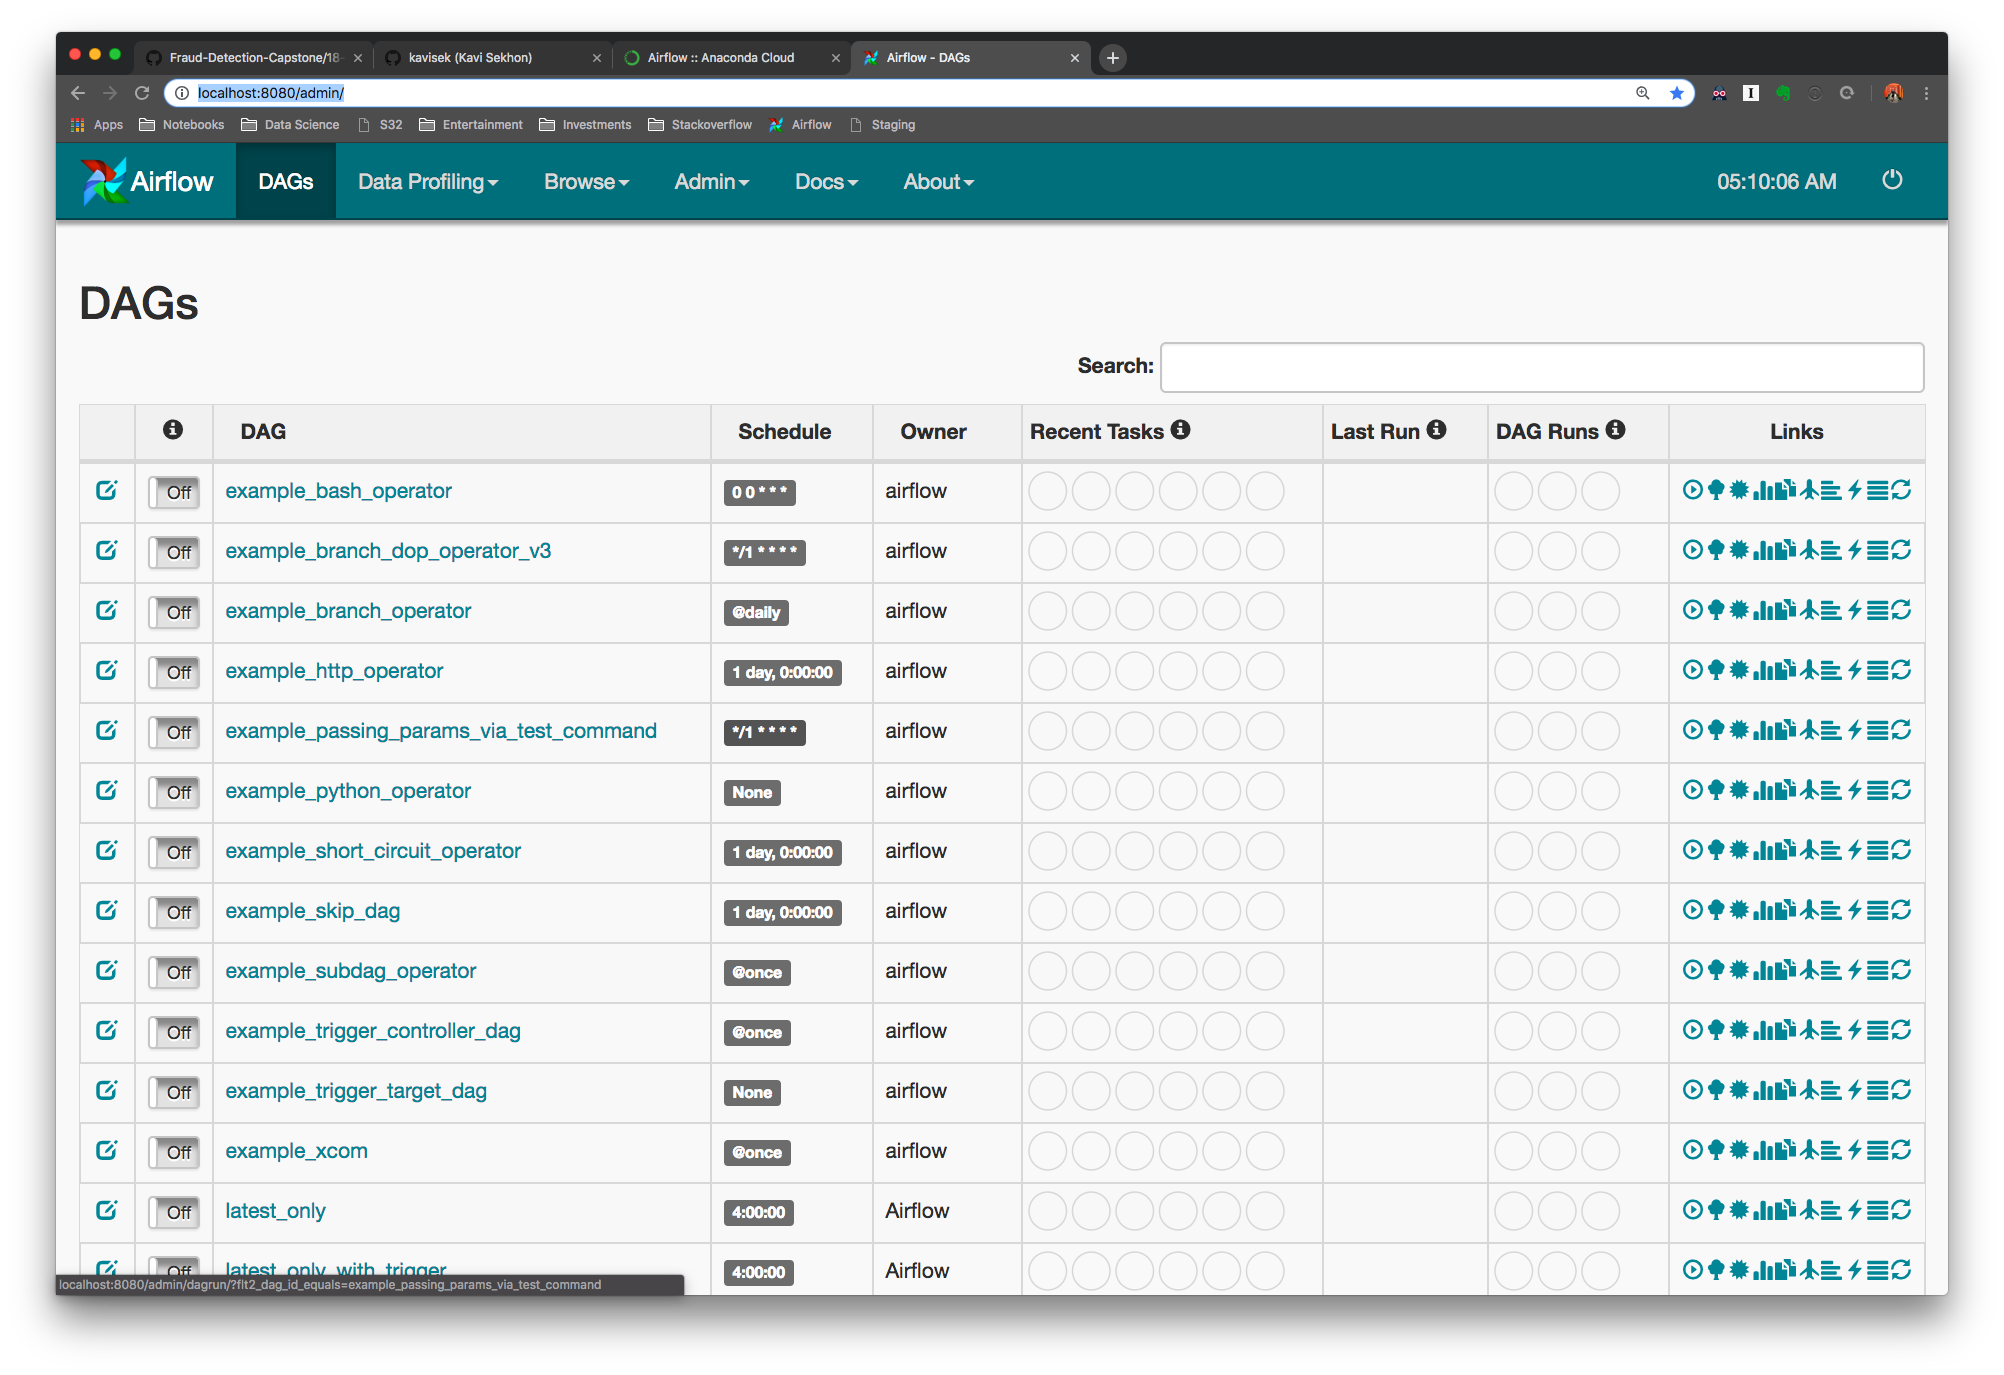 Fraud-Detection-Capstone/18- kavisek (Kavi Sekhon) Airflow :: Anaconda Cloud Airflow - DAGs
localhost:8080/admin/
Apps Notebooks Data Science S32 Entertainment Investments Stackoverflow Airflow Staging
Airflow DAGs Data Profiling Browse Admin Docs About 05:10:06 AM
DAGs
Search:
DAG Schedule Owner Recent Tasks Last Run DAG Runs Links
Off example_bash_operator 0 0 * * * airflow
Off example_branch_dop_operator_v3 */1 * * * * airflow
Off example_branch_operator @daily airflow
Off example_http_operator 1 day, 0:00:00 airflow
Off example_passing_params_via_test_command */1 * * * * airflow
Off example_python_operator None airflow
Off example_short_circuit_operator 1 day, 0:00:00 airflow
Off example_skip_dag 1 day, 0:00:00 airflow
Off example_subdag_operator @once airflow
Off example_trigger_controller_dag @once airflow
Off example_trigger_target_dag None airflow
Off example_xcom @once airflow
Off latest_only 4:00:00 Airflow
Off latest_only_with_trigger 4:00:00 Airflow
localhost:8080/admin/dagrun/?flt2_dag_id_equals=example_passing_params_via_test_command